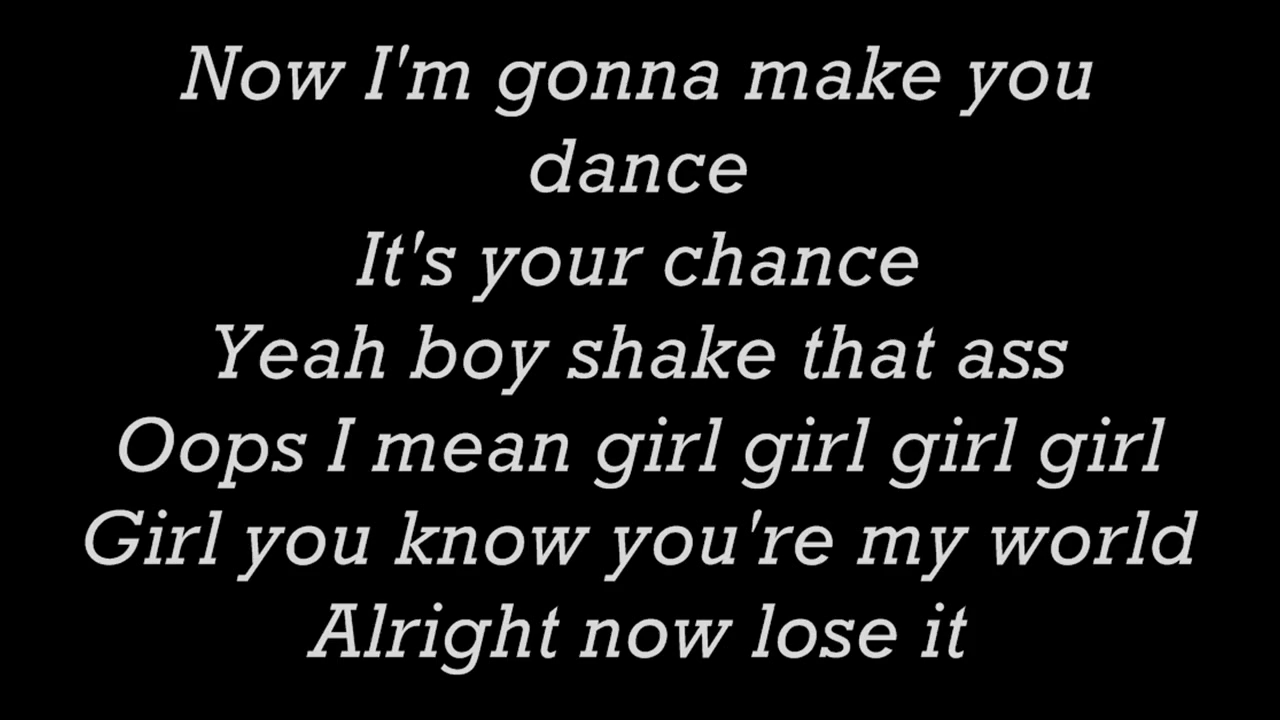 Now I'm gonna make you
dance
It's your chance
Yeah boy shake that ass
Oops I mean girl girl girl girl
Girl you know you're my world
Alright now lose it